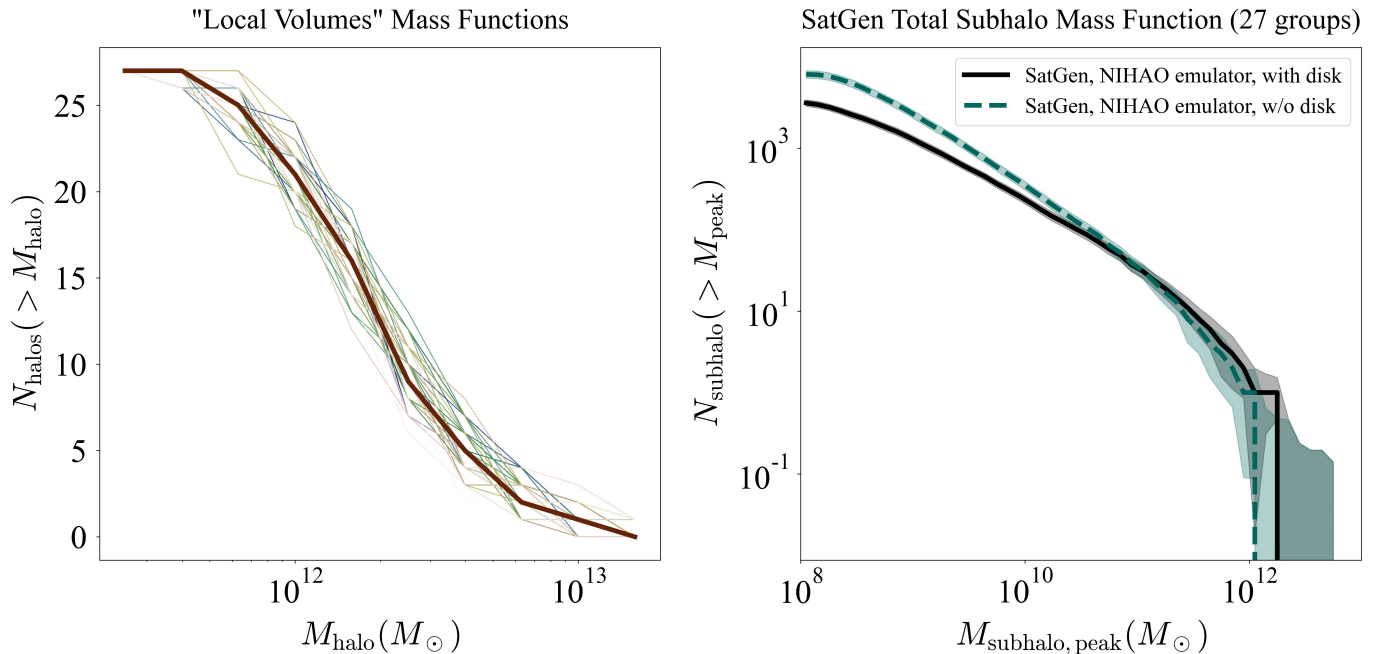 "Local Volumes" Mass Functions
25
20
15
10
5
0
N_halos(> M_halo)
10^12
10^13
M_halo(M_⊙)
SatGen Total Subhalo Mass Function (27 groups)
SatGen, NIHAO emulator, with disk
SatGen, NIHAO emulator, w/o disk
10^3
10^1
10^-1
N_subhalo(> M_peak)
10^8
10^10
10^12
M_subhalo, peak(M_⊙)